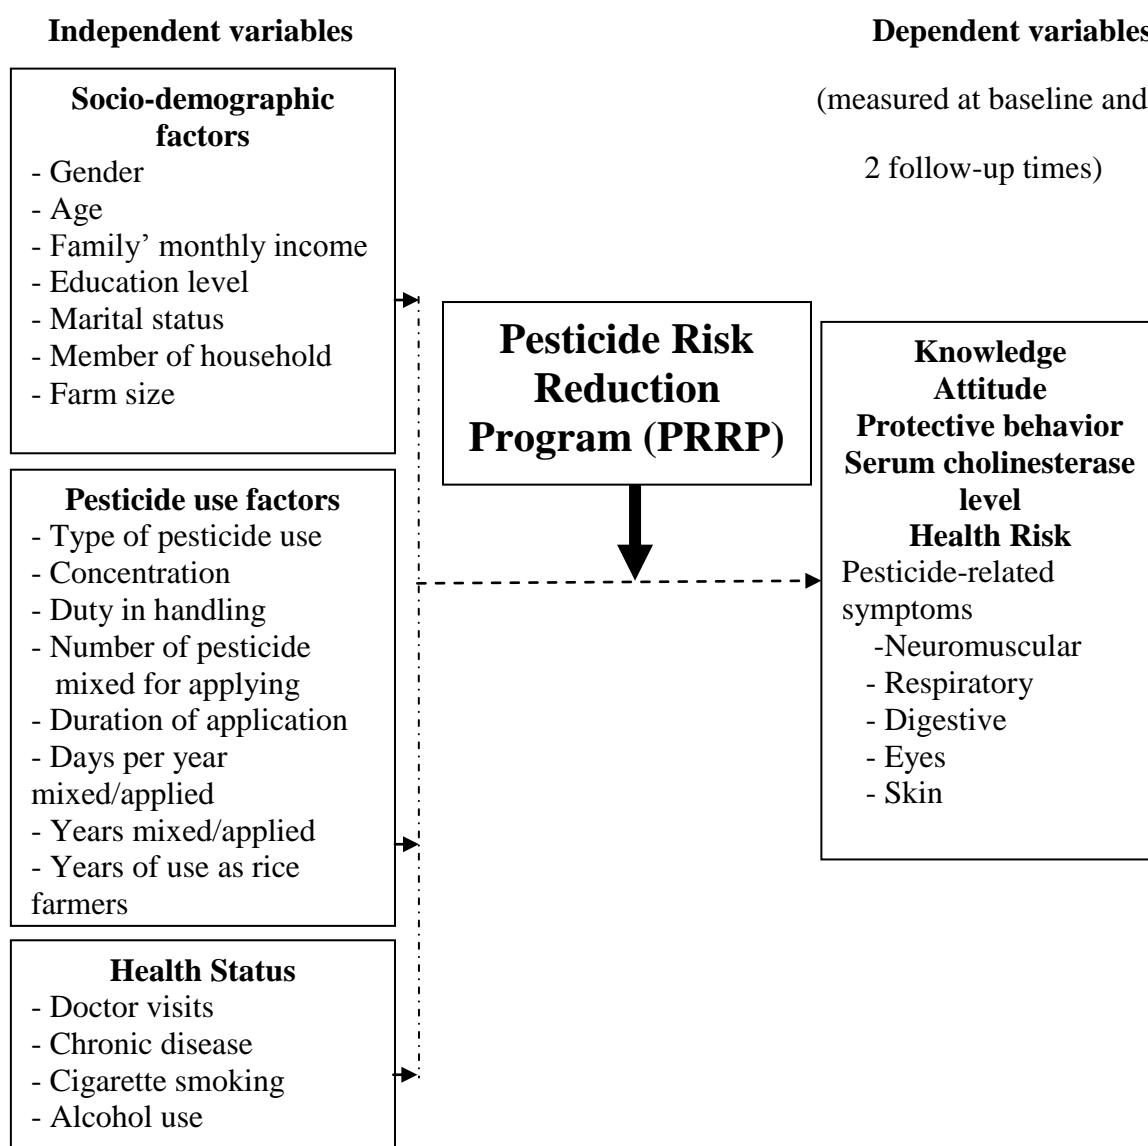 Independent variables
Dependent variables
(measured at baseline and
2 follow-up times)
Socio-demographic
factors
- Gender
- Age
- Family’ monthly income
- Education level
- Marital status
- Member of household
- Farm size
Pesticide use factors
- Type of pesticide use
- Concentration
- Duty in handling
- Number of pesticide
mixed for applying
- Duration of application
- Days per year
mixed/applied
- Years mixed/applied
- Years of use as rice
farmers
Health Status
- Doctor visits
- Chronic disease
- Cigarette smoking
- Alcohol use
Pesticide Risk
Reduction
Program (PRRP)
Knowledge
Attitude
Protective behavior
Serum cholinesterase
level
Health Risk
Pesticide-related
symptoms
-Neuromuscular
- Respiratory
- Digestive
- Eyes
- Skin